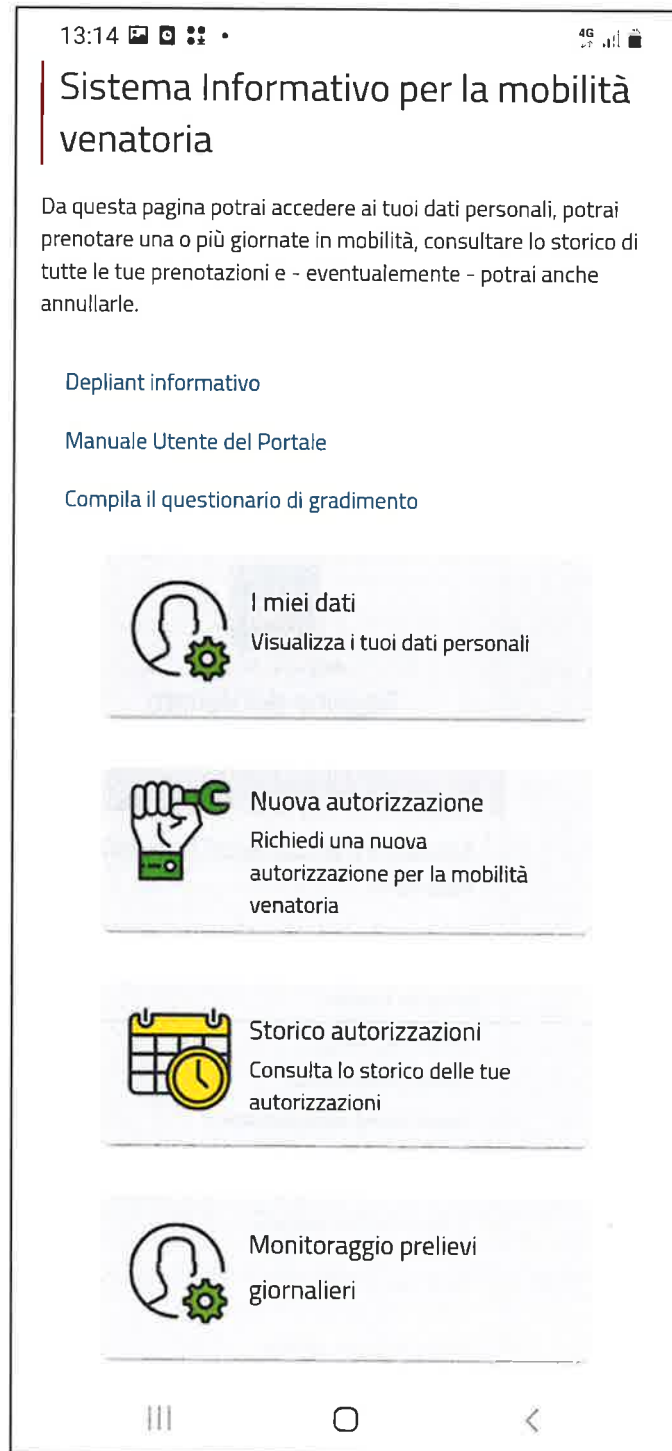 13:14
4G
Sistema Informativo per la mobilità
venatoria
Da questa pagina potrai accedere ai tuoi dati personali, potrai
prenotare una o più giornate in mobilità, consultare lo storico di
tutte le tue prenotazioni e - eventualemente - potrai anche
annullarle.
Depliant informativo
Manuale Utente del Portale
Compila il questionario di gradimento
I miei dati
Visualizza i tuoi dati personali
Nuova autorizzazione
Richiedi una nuova
autorizzazione per la mobilità
venatoria
Storico autorizzazioni
Consulta lo storico delle tue
autorizzazioni
Monitoraggio prelievi
giornalieri